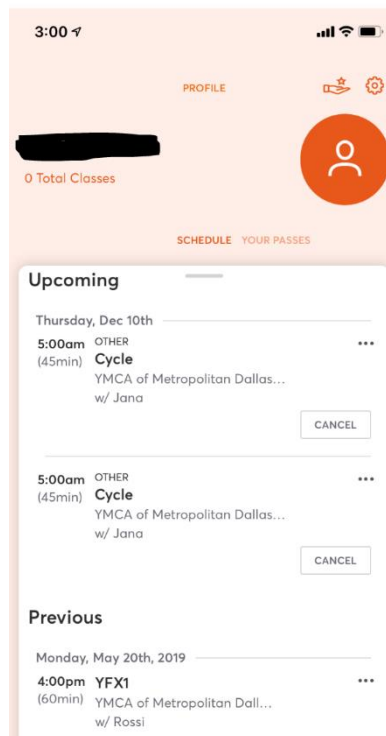 3:00
PROFILE
0 Total Classes
SCHEDULE YOUR PASSES
Upcoming
Thursday, Dec 10th
5:00am OTHER
(45min) Cycle
YMCA of Metropolitan Dallas...
w/ Jana
CANCEL
5:00am OTHER
(45min) Cycle
YMCA of Metropolitan Dallas...
w/ Jana
CANCEL
Previous
Monday, May 20th, 2019
4:00pm YFX1
(60min) YMCA of Metropolitan Dall...
w/ Rossi